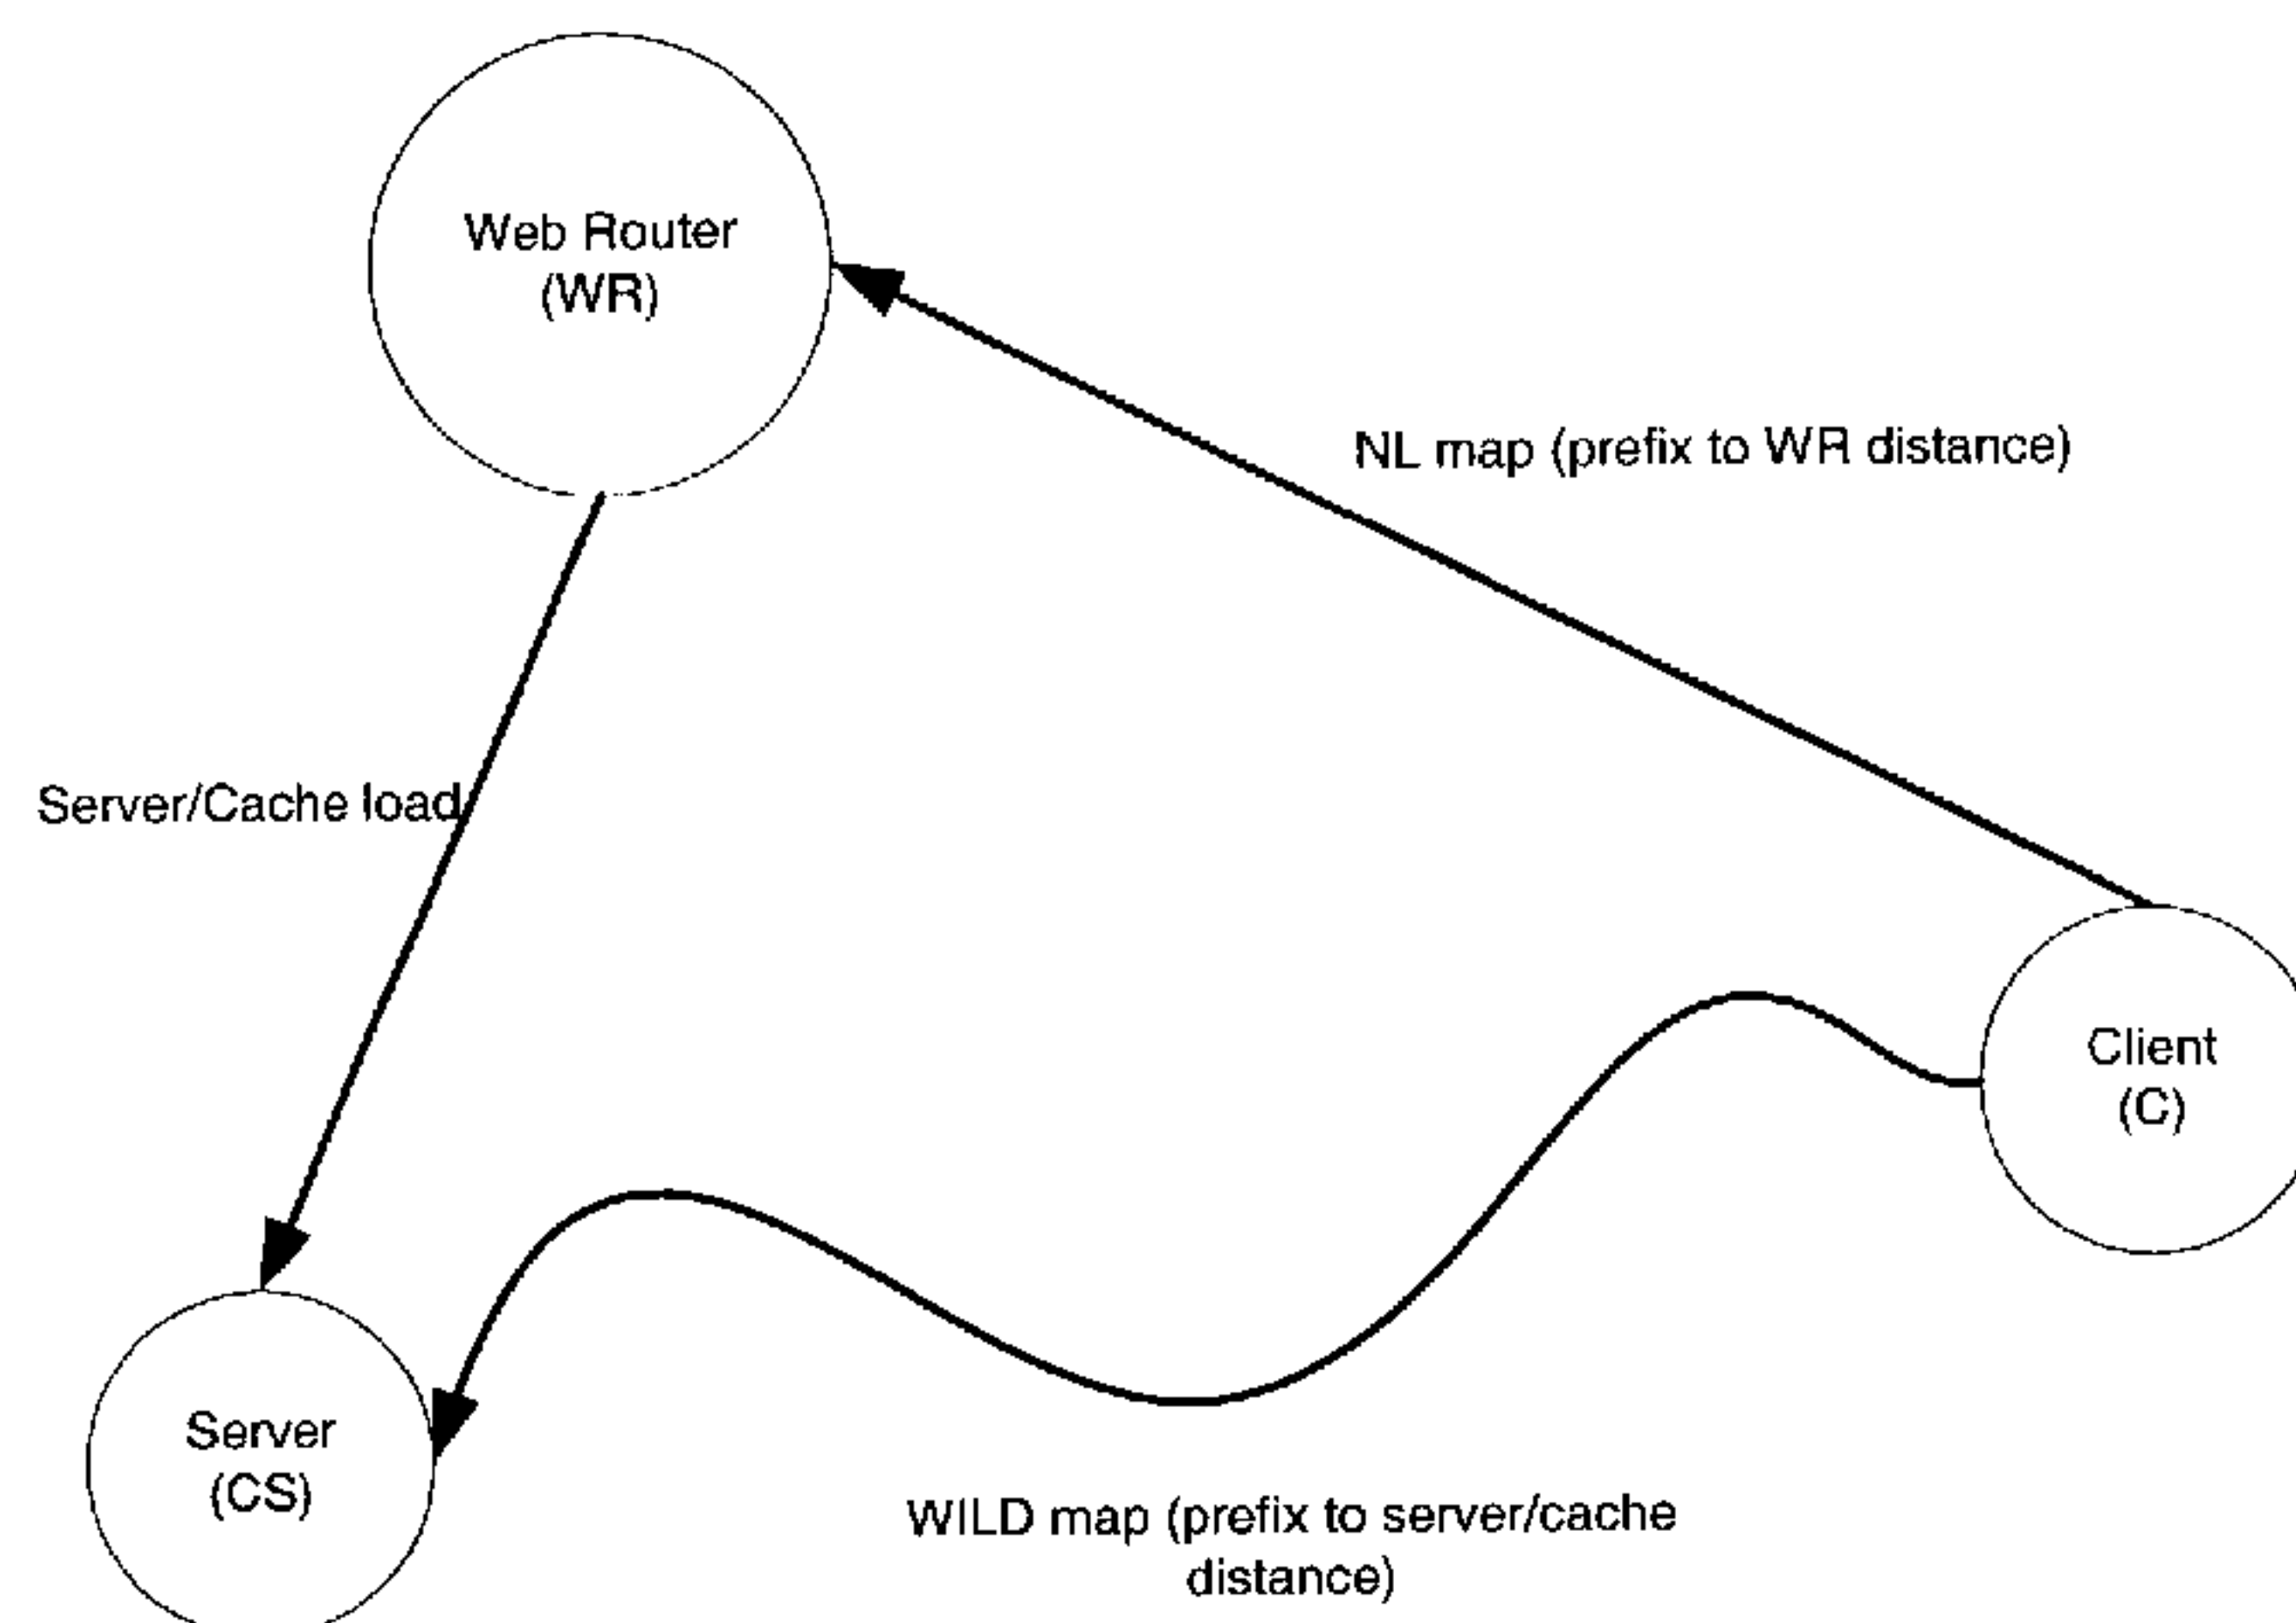 Web Router
(WR)
NL map (prefix to WR distance)
Server/Cache load
Client
(C)
Server
(CS)
WILD map (prefix to server/cache
distance)